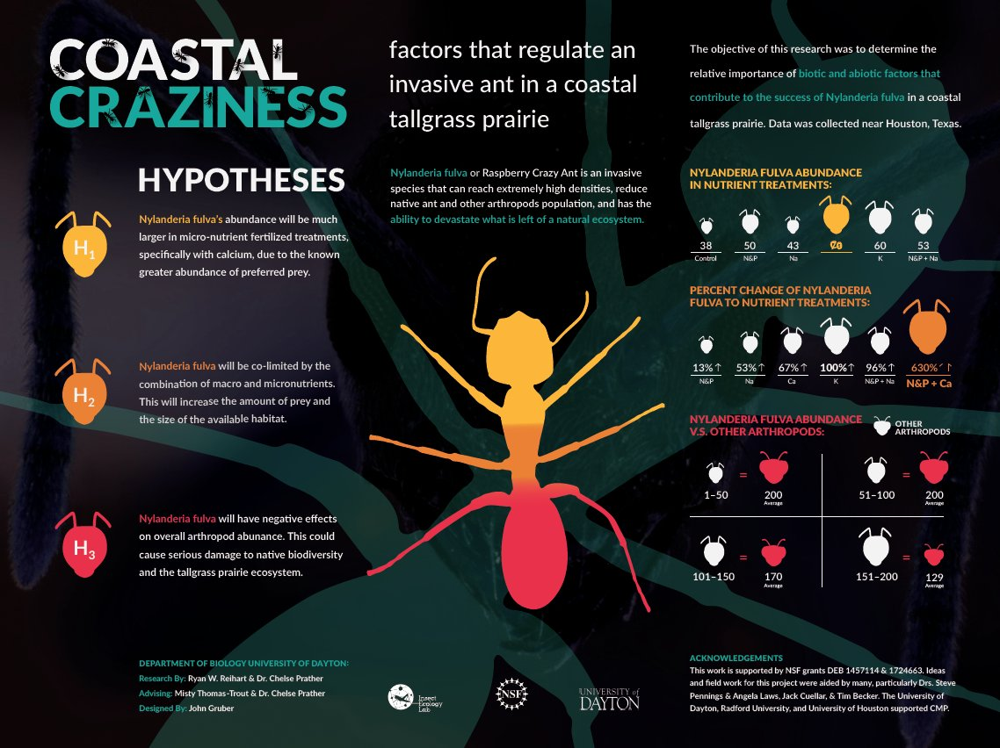 COASTAL
CRAZINESS
factors that regulate an
invasive ant in a coastal
tallgrass prairie
The objective of this research was to determine the
relative importance of biotic and abiotic factors that
contribute to the success of Nylanderia fulva in a coastal
tallgrass prairie. Data was collected near Houston, Texas.
HYPOTHESES
H1
Nylanderia fulva's abundance will be much
larger in micro-nutrient fertilized treatments,
specifically with calcium, due to the known
greater abundance of preferred prey.
H2
Nylanderia fulva will be co-limited by the
combination of macro and micronutrients.
This will increase the amount of prey and
the size of the available habitat.
H3
Nylanderia fulva will have negative effects
on overall arthropod abunance. This could
cause serious damage to native biodiversity
and the tallgrass prairie ecosystem.
Nylanderia fulva or Raspberry Crazy Ant is an invasive
species that can reach extremely high densities, reduce
native ant and other arthropods population, and has the
ability to devastate what is left of a natural ecosystem.
NYLANDERIA FULVA ABUNDANCE
IN NUTRIENT TREATMENTS:
38 50 43 60 53
Control N&P Na K N&P + Na
PERCENT CHANGE OF NYLANDERIA
FULVA TO NUTRIENT TREATMENTS:
13%↑ 53%↑ 67%↑ 100%↑ 96%↑ 630%
N&P Na Ca K N&P + Na N&P + Ca
NYLANDERIA FULVA ABUNDANCE
V.S. OTHER ARTHROPODS:
OTHER
ARTHROPODS
= =
1–50 200 51–100 200
Average Average
= =
101–150 170 151–200 129
Average Average
DEPARTMENT OF BIOLOGY UNIVERSITY OF DAYTON:
Research By: Ryan W. Reihart & Dr. Chelse Prather
Advising: Misty Thomas-Trout & Dr. Chelse Prather
Designed By: John Gruber
Insect
Ecology
Lab
NSF
UNIVERSITY of
DAYTON
ACKNOWLEDGEMENTS
This work is supported by NSF grants DEB 1457114 & 1724663. Ideas
and field work for this project were aided by many, particularly Drs. Steve
Pennings & Angela Laws, Jack Cuellar, & Tim Becker. The University of
Dayton, Radford University, and University of Houston supported CMP.